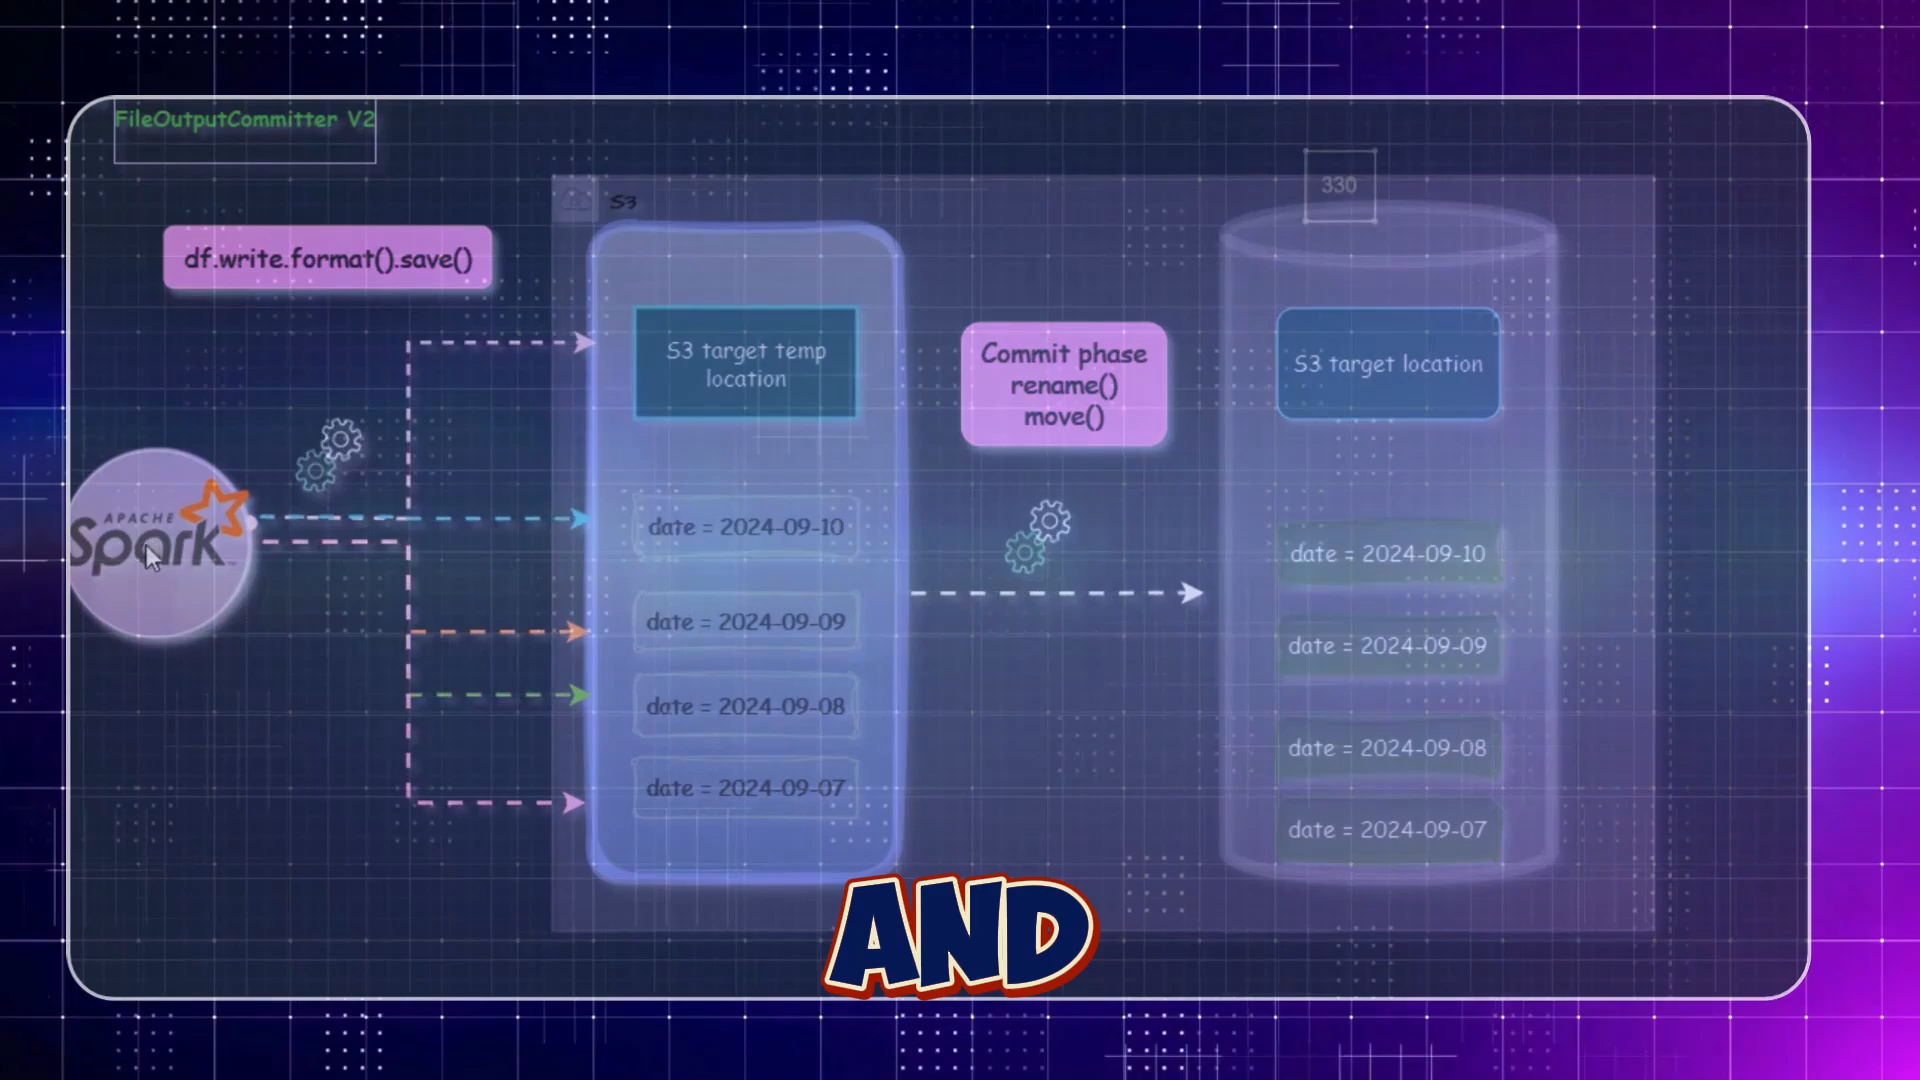 FileOutputCommitter V2
330
S3
df.write.format().save()
S3 target temp
location
Commit phase
rename()
move()
S3 target location
APACHE
Spark
date = 2024-09-10
date = 2024-09-09
date = 2024-09-08
date = 2024-09-07
date = 2024-09-10
date = 2024-09-09
date = 2024-09-08
date = 2024-09-07
AND